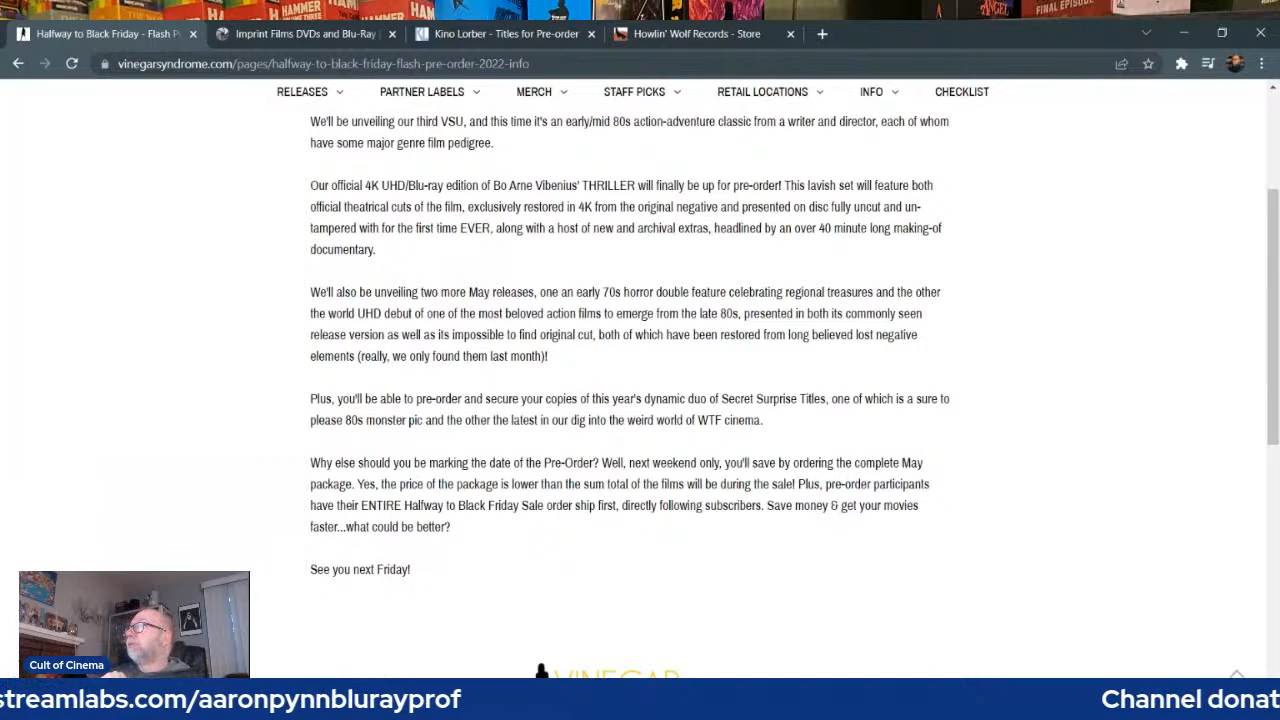 ANGEL
FINAL EPISODE
Halfway to Black Friday - Flash P
Imprint Films DVDs and Blu-Ray
Kino Lorber - Titles for Pre-order
Howlin' Wolf Records - Store
vinegarsyndrome.com/pages/halfway-to-black-friday-flash-pre-order-2022-info
RELEASES PARTNER LABELS MERCH STAFF PICKS RETAIL LOCATIONS INFO CHECKLIST
We'll be unveiling our third VSU, and this time it's an early/mid 80s action-adventure classic from a writer and director, each of whom
have some major genre film pedigree.
Our official 4K UHD/Blu-ray edition of Bo Arne Vibenius' THRILLER will finally be up for pre-order! This lavish set will feature both
official theatrical cuts of the film, exclusively restored in 4K from the original negative and presented on disc fully uncut and un-
tampered with for the first time EVER, along with a host of new and archival extras, headlined by an over 40 minute long making-of
documentary.
We'll also be unveiling two more May releases, one an early 70s horror double feature celebrating regional treasures and the other
the world UHD debut of one of the most beloved action films to emerge from the late 80s, presented in both its commonly seen
release version as well as its impossible to find original cut, both of which have been restored from long believed lost negative
elements (really, we only found them last month)!
Plus, you'll be able to pre-order and secure your copies of this year's dynamic duo of Secret Surprise Titles, one of which is a sure to
please 80s monster pic and the other the latest in our dig into the weird world of WTF cinema.
Why else should you be marking the date of the Pre-Order? Well, next weekend only, you'll save by ordering the complete May
package. Yes, the price of the package is lower than the sum total of the films will be during the sale! Plus, pre-order participants
have their ENTIRE Halfway to Black Friday Sale order ship first, directly following subscribers. Save money & get your movies
faster...what could be better?
See you next Friday!
VINEGAR
Cult of Cinema
streamlabs.com/aaronpynnblurayprof
Channel donat